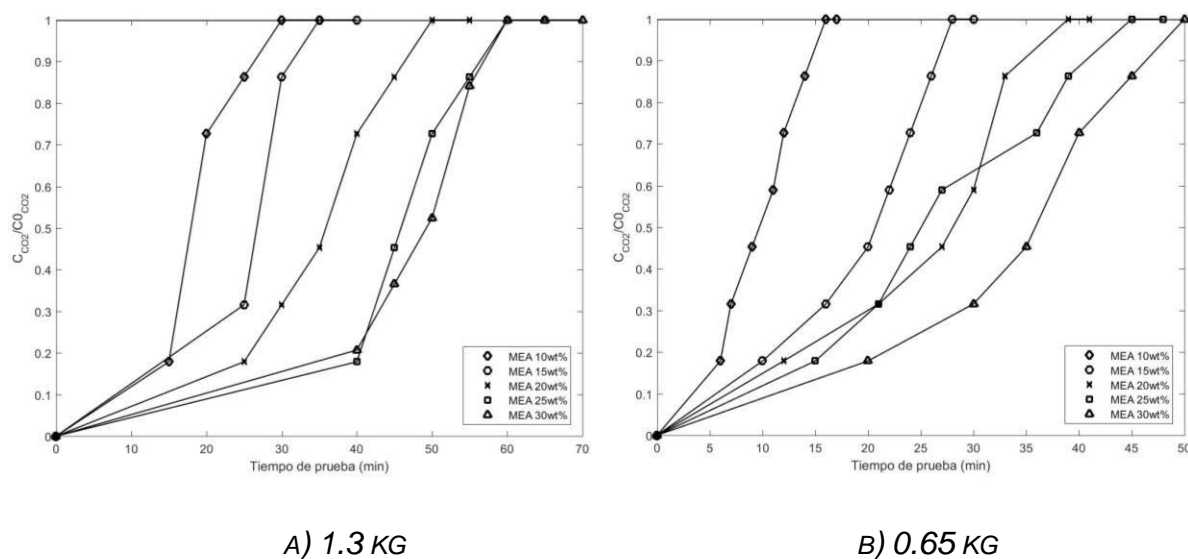 1
0.9
0.8
0.7
0.6
0.5
0.4
0.3
0.2
0.1
0
C_CO2/C0_CO2
0 10 20 30 40 50 60 70
Tiempo de prueba (min)
MEA 10wt%
MEA 15wt%
MEA 20wt%
MEA 25wt%
MEA 30wt%
A) 1.3 KG
1
0.9
0.8
0.7
0.6
0.5
0.4
0.3
0.2
0.1
0
C_CO2/C0_CO2
0 5 10 15 20 25 30 35 40 45 50
Tiempo de prueba (min)
MEA 10wt%
MEA 15wt%
MEA 20wt%
MEA 25wt%
MEA 30wt%
B) 0.65 KG